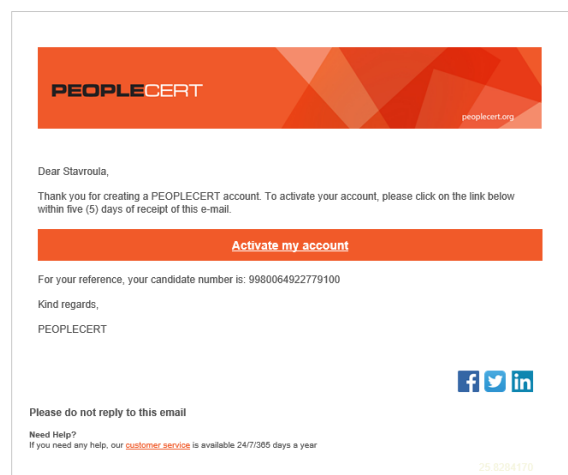 PEOPLECERT
peoplecert.org
Dear Stavroula,
Thank you for creating a PEOPLECERT account. To activate your account, please click on the link below
within five (5) days of receipt of this e-mail.
Activate my account
For your reference, your candidate number is: 9980064922779100
Kind regards,
PEOPLECERT
f in
Please do not reply to this email
Need Help?
If you need any help, our customer service is available 24/7/365 days a year
25.8284170